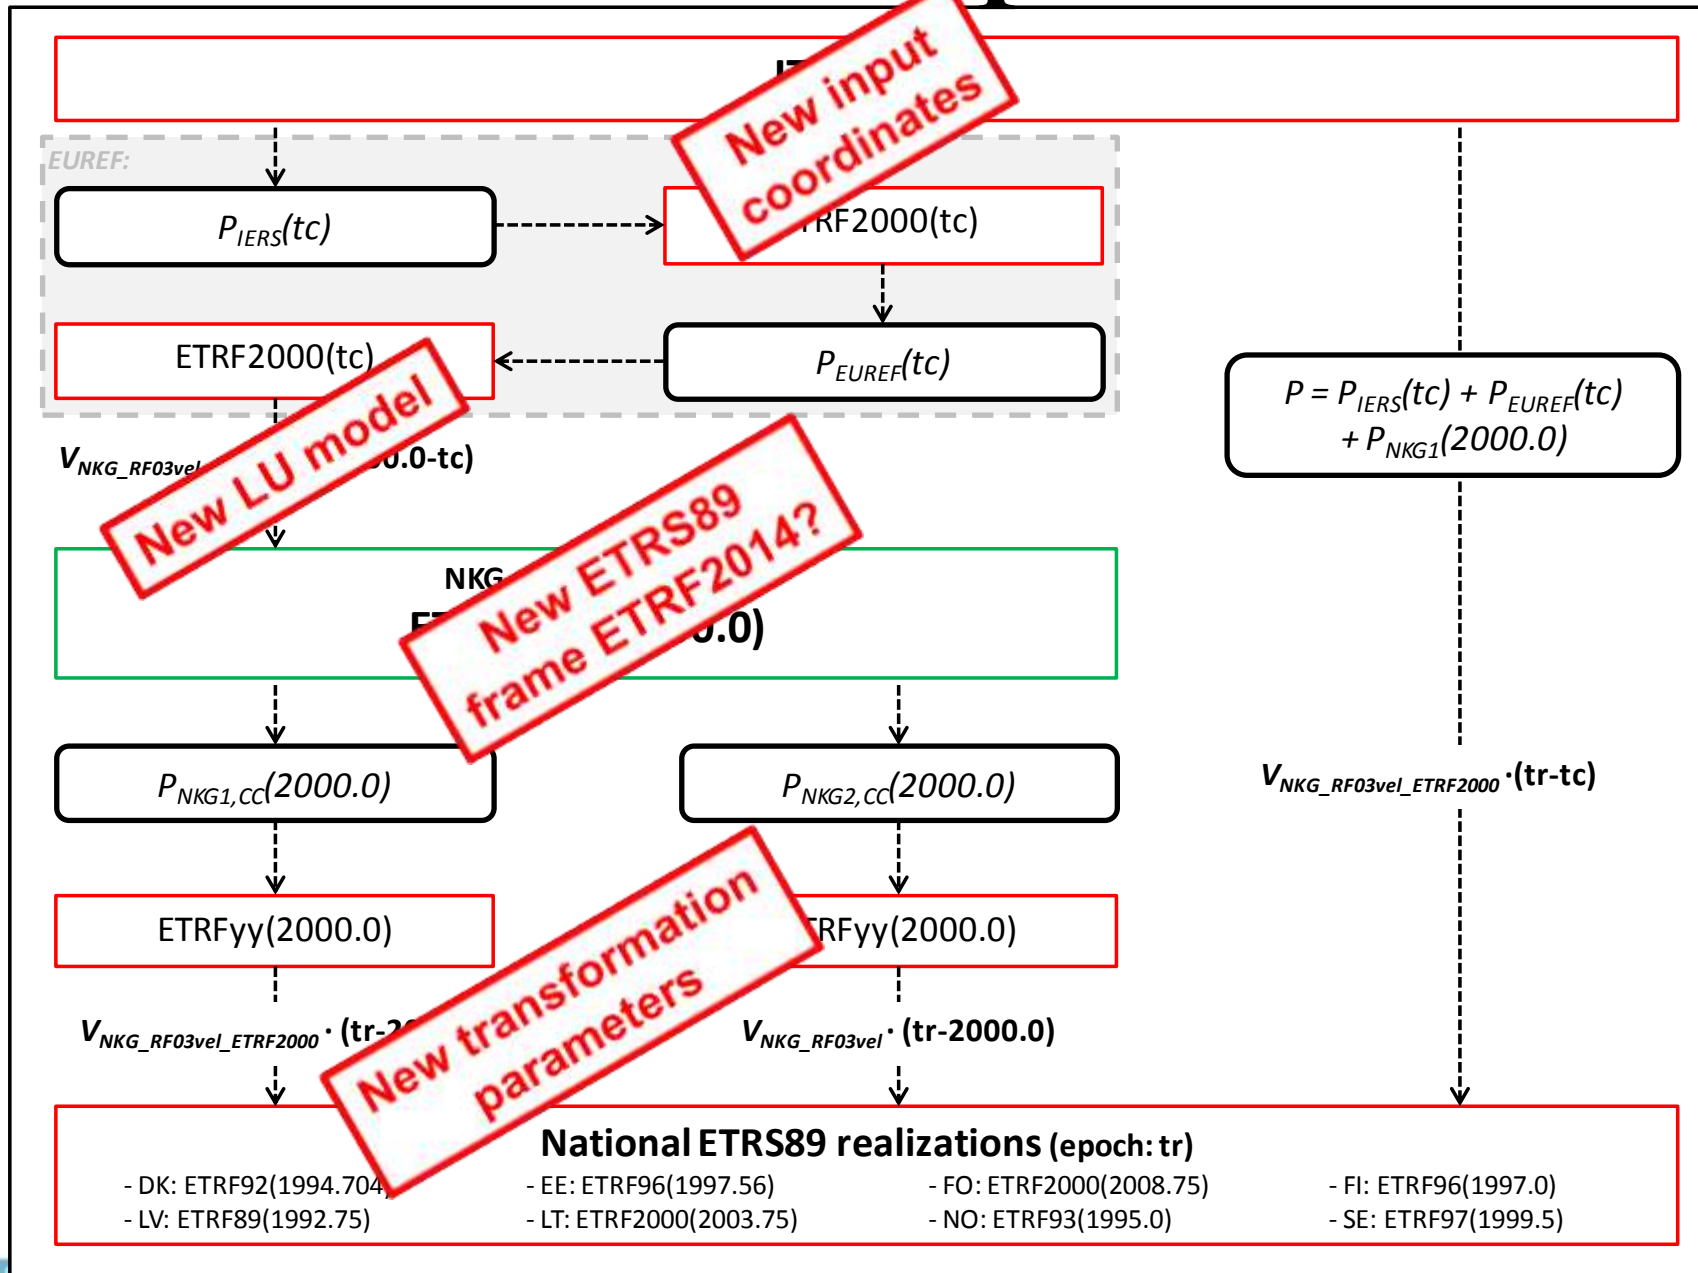 New input
coordinates
EUREF:
P_IERS(tc)
RF2000(tc)
ETRF2000(tc)
P_EUREF(tc)
P = P_IERS(tc) + P_EUREF(tc)
+ P_NKG1(2000.0)
New LU model
V_NKG_RF03vel 0.0-tc)
New ETRS89
frame ETRF2014?
NKG
.0)
P_NKG1,CC(2000.0)
P_NKG2,CC(2000.0)
V_NKG_RF03vel_ETRF2000 ·(tr-tc)
New transformation
parameters
ETRFyy(2000.0)
RFyy(2000.0)
V_NKG_RF03vel_ETRF2000 · (tr-20
V_NKG_RF03vel · (tr-2000.0)
National ETRS89 realizations (epoch: tr)
- DK: ETRF92(1994.704)
- EE: ETRF96(1997.56)
- FO: ETRF2000(2008.75)
- FI: ETRF96(1997.0)
- LV: ETRF89(1992.75)
- LT: ETRF2000(2003.75)
- NO: ETRF93(1995.0)
- SE: ETRF97(1999.5)